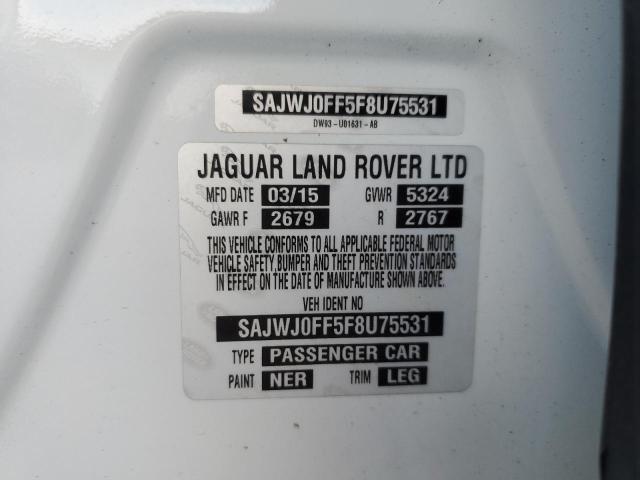 SAJWJ0FF5F8U75531
DW93-U01631-AB
JAGUAR LAND ROVER LTD
MFD DATE 03/15 GVWR 5324
GAWR F 2679 R 2767
THIS VEHICLE CONFORMS TO ALL APPLICABLE FEDERAL MOTOR
VEHICLE SAFETY, BUMPER AND THEFT PREVENTION STANDARDS
IN EFFECT ON THE DATE OF MANUFACTURE SHOWN ABOVE.
VEH IDENT NO
SAJWJ0FF5F8U75531
TYPE PASSENGER CAR
PAINT NER TRIM LEG